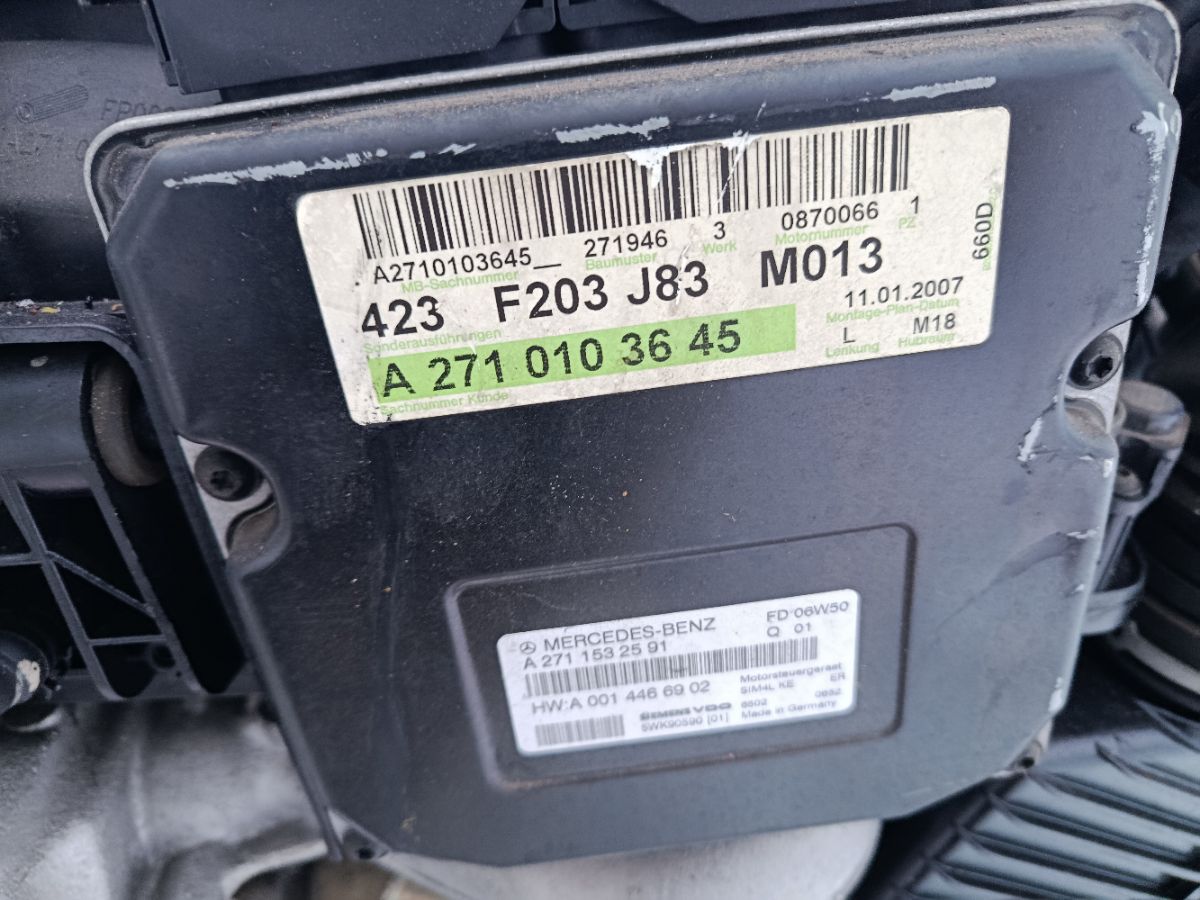 A2710103645__ 271946 3 0870066 1
MB-Sachnummer Baumuster Werk Motornummer PZ
423 F203 J83 M013
Sonderausführungen
11.01.2007
Montage-Plan-Datum
A 271 010 36 45
Sachnummer Kunde
L M18
Lenkung Hubraum
660D
MERCEDES-BENZ FD 06W50
A 271 153 25 91 Q 01
HW:A 001 446 69 02
Motorsteuergeraet
SIM4L KE ER
SIEMENS VDO
5WK90590 [01] Made in Germany